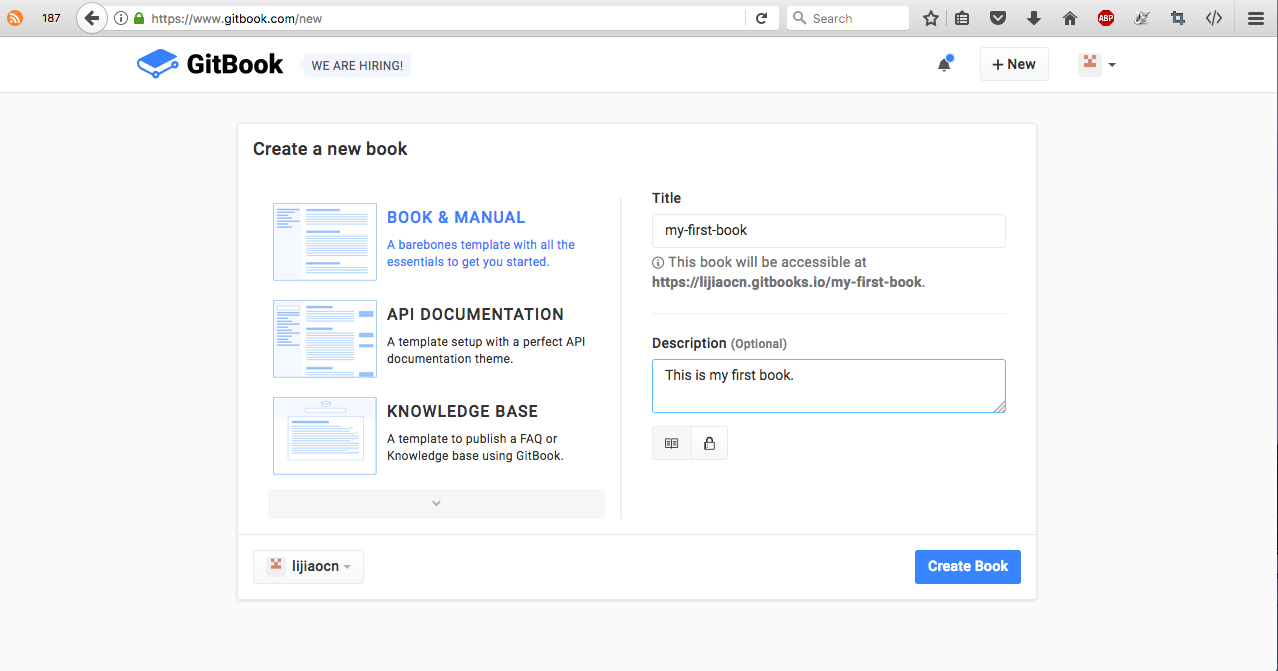 187
https://www.gitbook.com/new
Search
ABP
GitBook
WE ARE HIRING!
+ New
Create a new book
BOOK & MANUAL
A barebones template with all the
essentials to get you started.
API DOCUMENTATION
A template setup with a perfect API
documentation theme.
KNOWLEDGE BASE
A template to publish a FAQ or
Knowledge base using GitBook.
Title
my-first-book
This book will be accessible at
https://lijiaocn.gitbooks.io/my-first-book.
Description (Optional)
This is my first book.
lijiaocn
Create Book